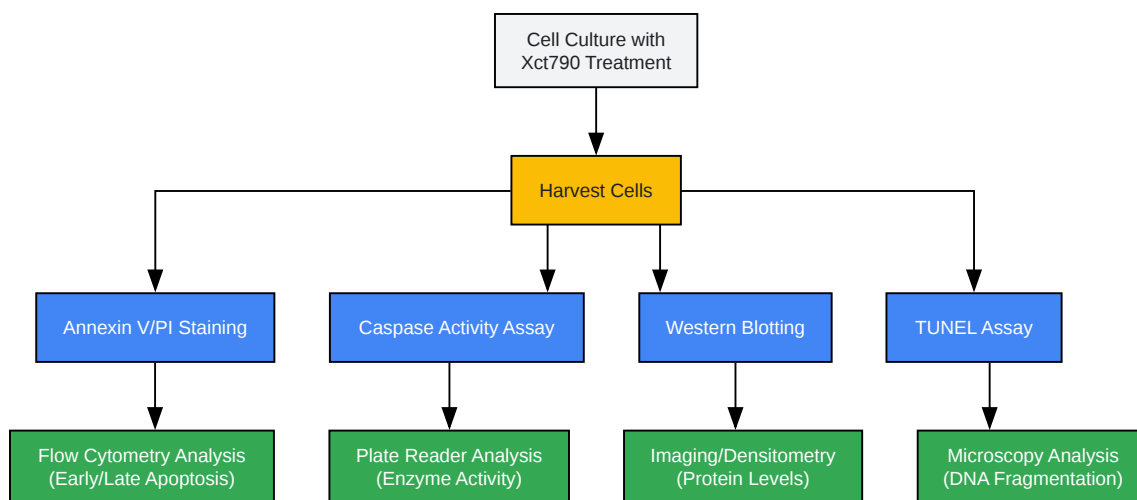 Cell Culture with
Xct790 Treatment
Harvest Cells
Annexin V/PI Staining
Caspase Activity Assay
Western Blotting
TUNEL Assay
Flow Cytometry Analysis
(Early/Late Apoptosis)
Plate Reader Analysis
(Enzyme Activity)
Imaging/Densitometry
(Protein Levels)
Microscopy Analysis
(DNA Fragmentation)